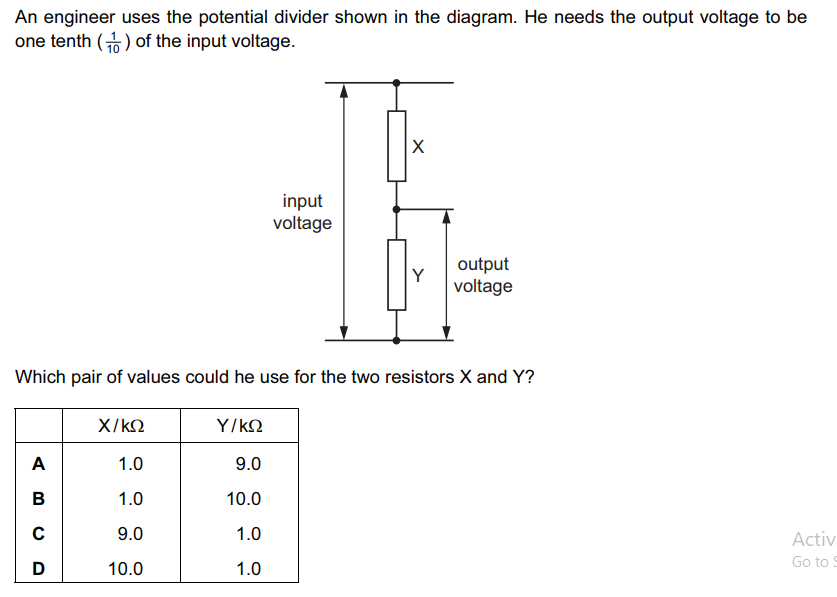 An engineer uses the potential divider shown in the diagram. He needs the output voltage to be
one tenth (1/10) of the input voltage.
X
input
voltage
output
Y
voltage
Which pair of values could he use for the two resistors X and Y?
X/kΩ Y/kΩ
A 1.0 9.0
B 1.0 10.0
C 9.0 1.0
D 10.0 1.0
Activ
Go to S